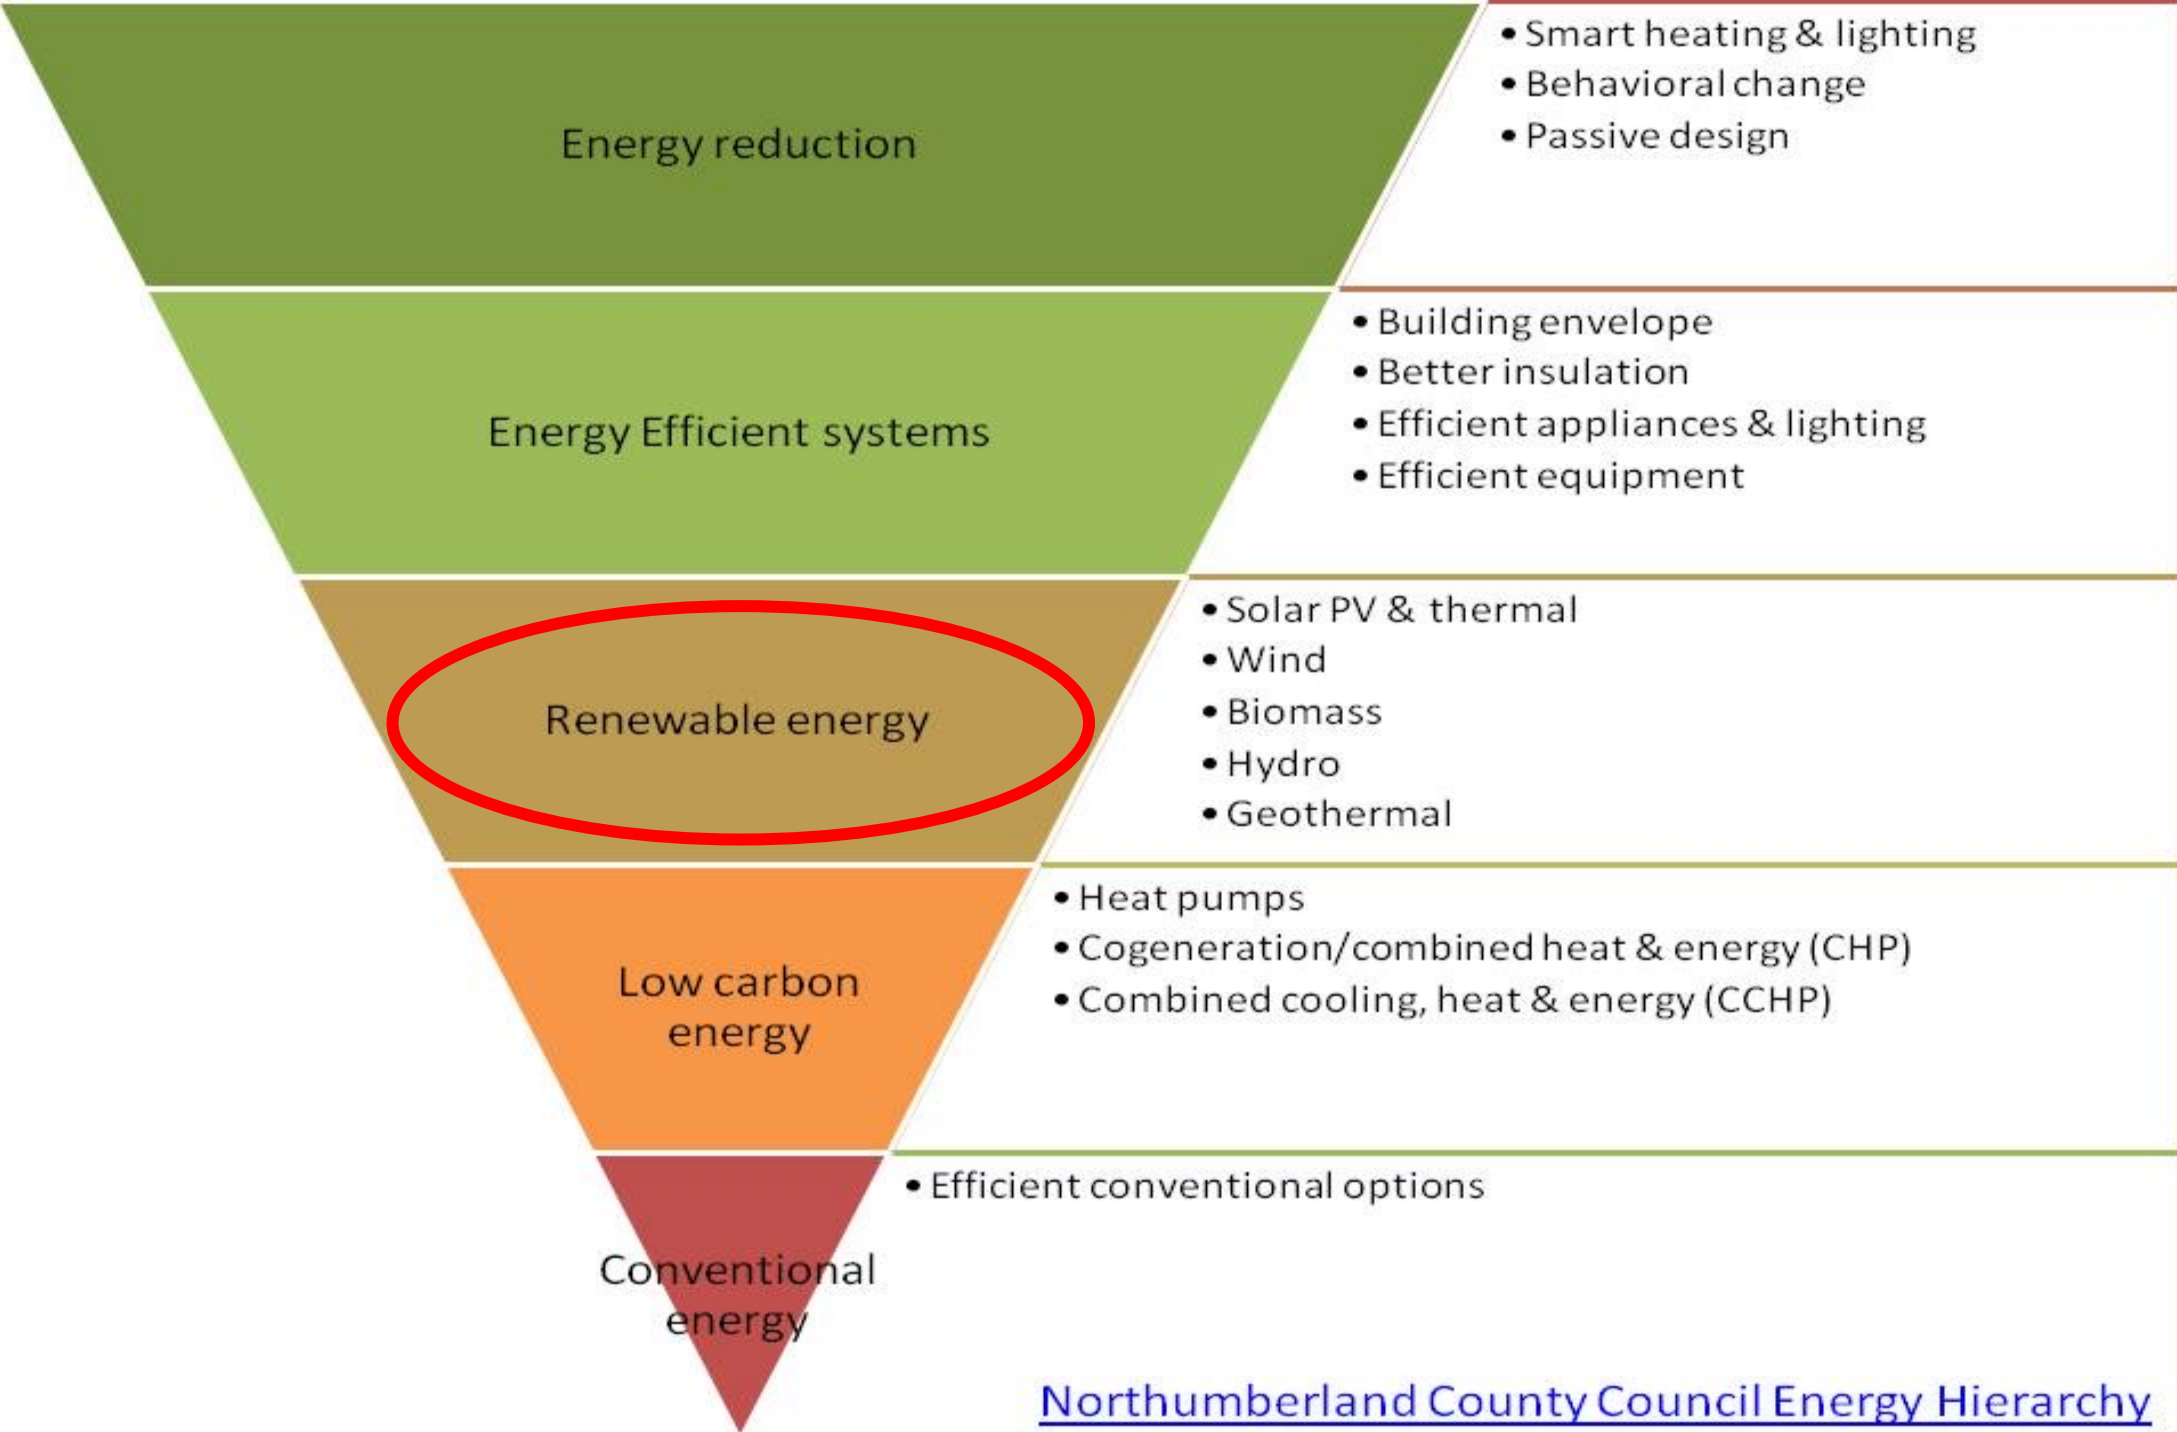 Energy reduction
• Smart heating & lighting
• Behavioral change
• Passive design
Energy Efficient systems
• Building envelope
• Better insulation
• Efficient appliances & lighting
• Efficient equipment
Renewable energy
• Solar PV & thermal
• Wind
• Biomass
• Hydro
• Geothermal
Low carbon
energy
• Heat pumps
• Cogeneration/combined heat & energy (CHP)
• Combined cooling, heat & energy (CCHP)
Conventional
energy
• Efficient conventional options
Northumberland County Council Energy Hierarchy